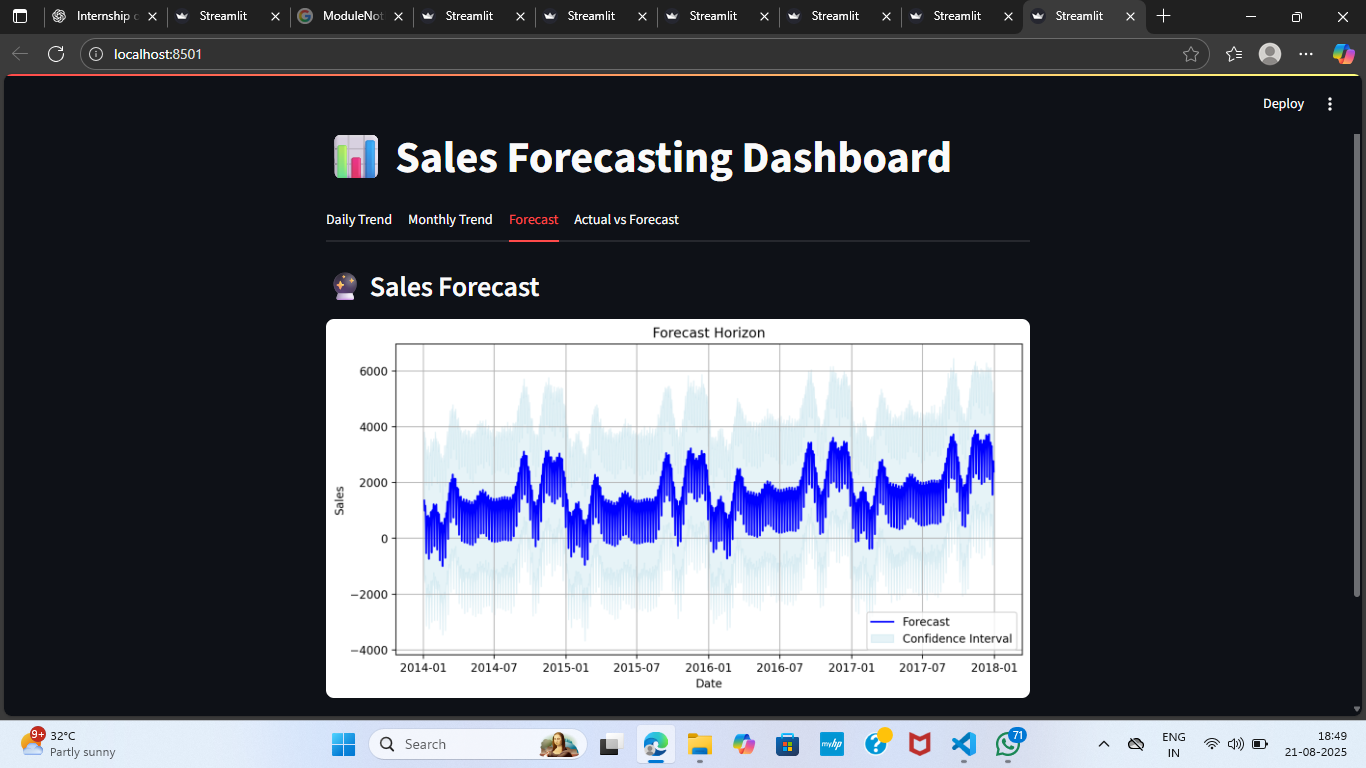 Internship c
Streamlit
ModuleNot
Streamlit
Streamlit
Streamlit
Streamlit
Streamlit
Streamlit
localhost:8501
Deploy
Sales Forecasting Dashboard
Daily Trend Monthly Trend Forecast Actual vs Forecast
Sales Forecast
Forecast Horizon
6000
4000
2000
0
−2000
−4000
Sales
Forecast
Confidence Interval
2014-01 2014-07 2015-01 2015-07 2016-01 2016-07 2017-01 2017-07 2018-01
Date
9+
32°C
Partly sunny
Search
myhp
71
ENG
IN
18:49
21-08-2025